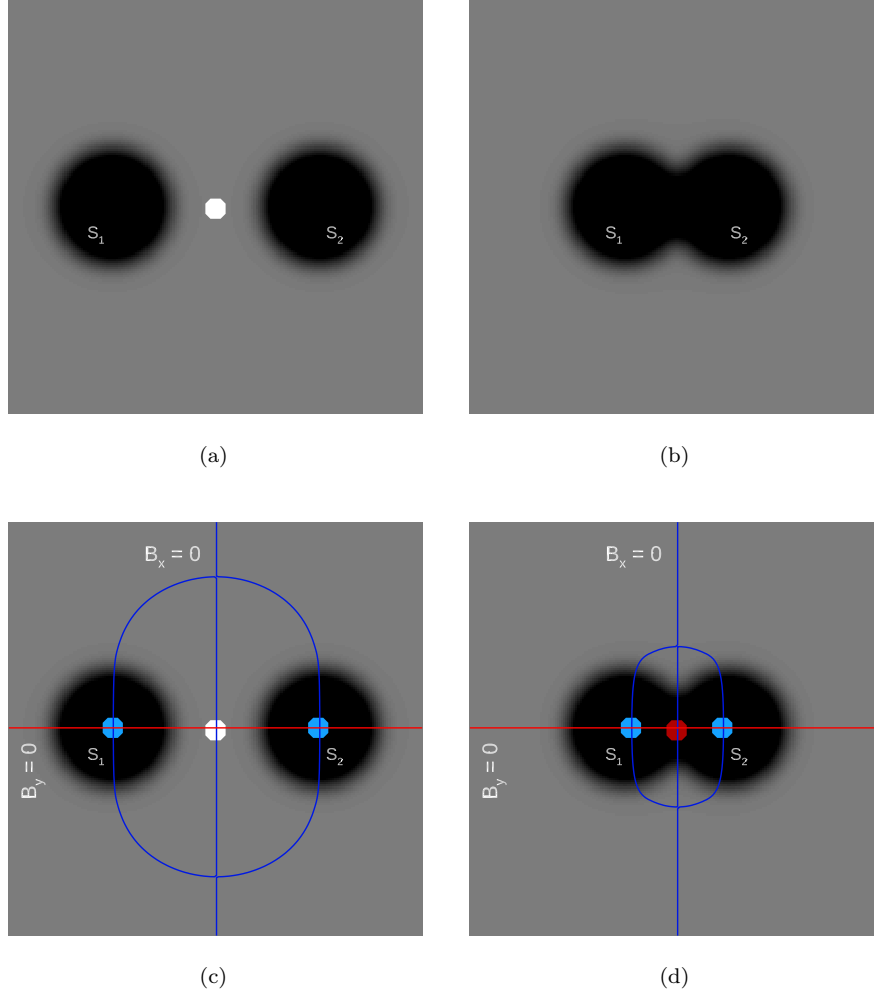 S1
S2
S1
S2
(a)
(b)
Bx = 0
By = 0
S1
S2
Bx = 0
By = 0
S1
S2
(c)
(d)